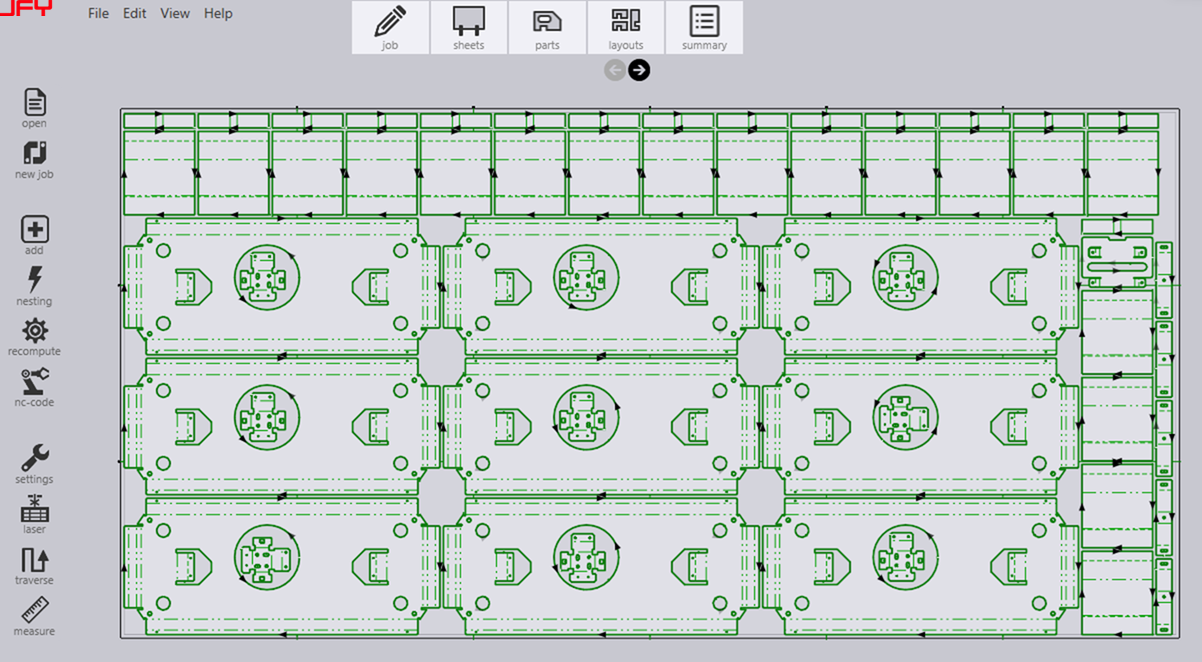 JFY
File Edit View Help
job sheets parts layouts summary
open
new job
add
nesting
recompute
nc-code
settings
laser
traverse
measure